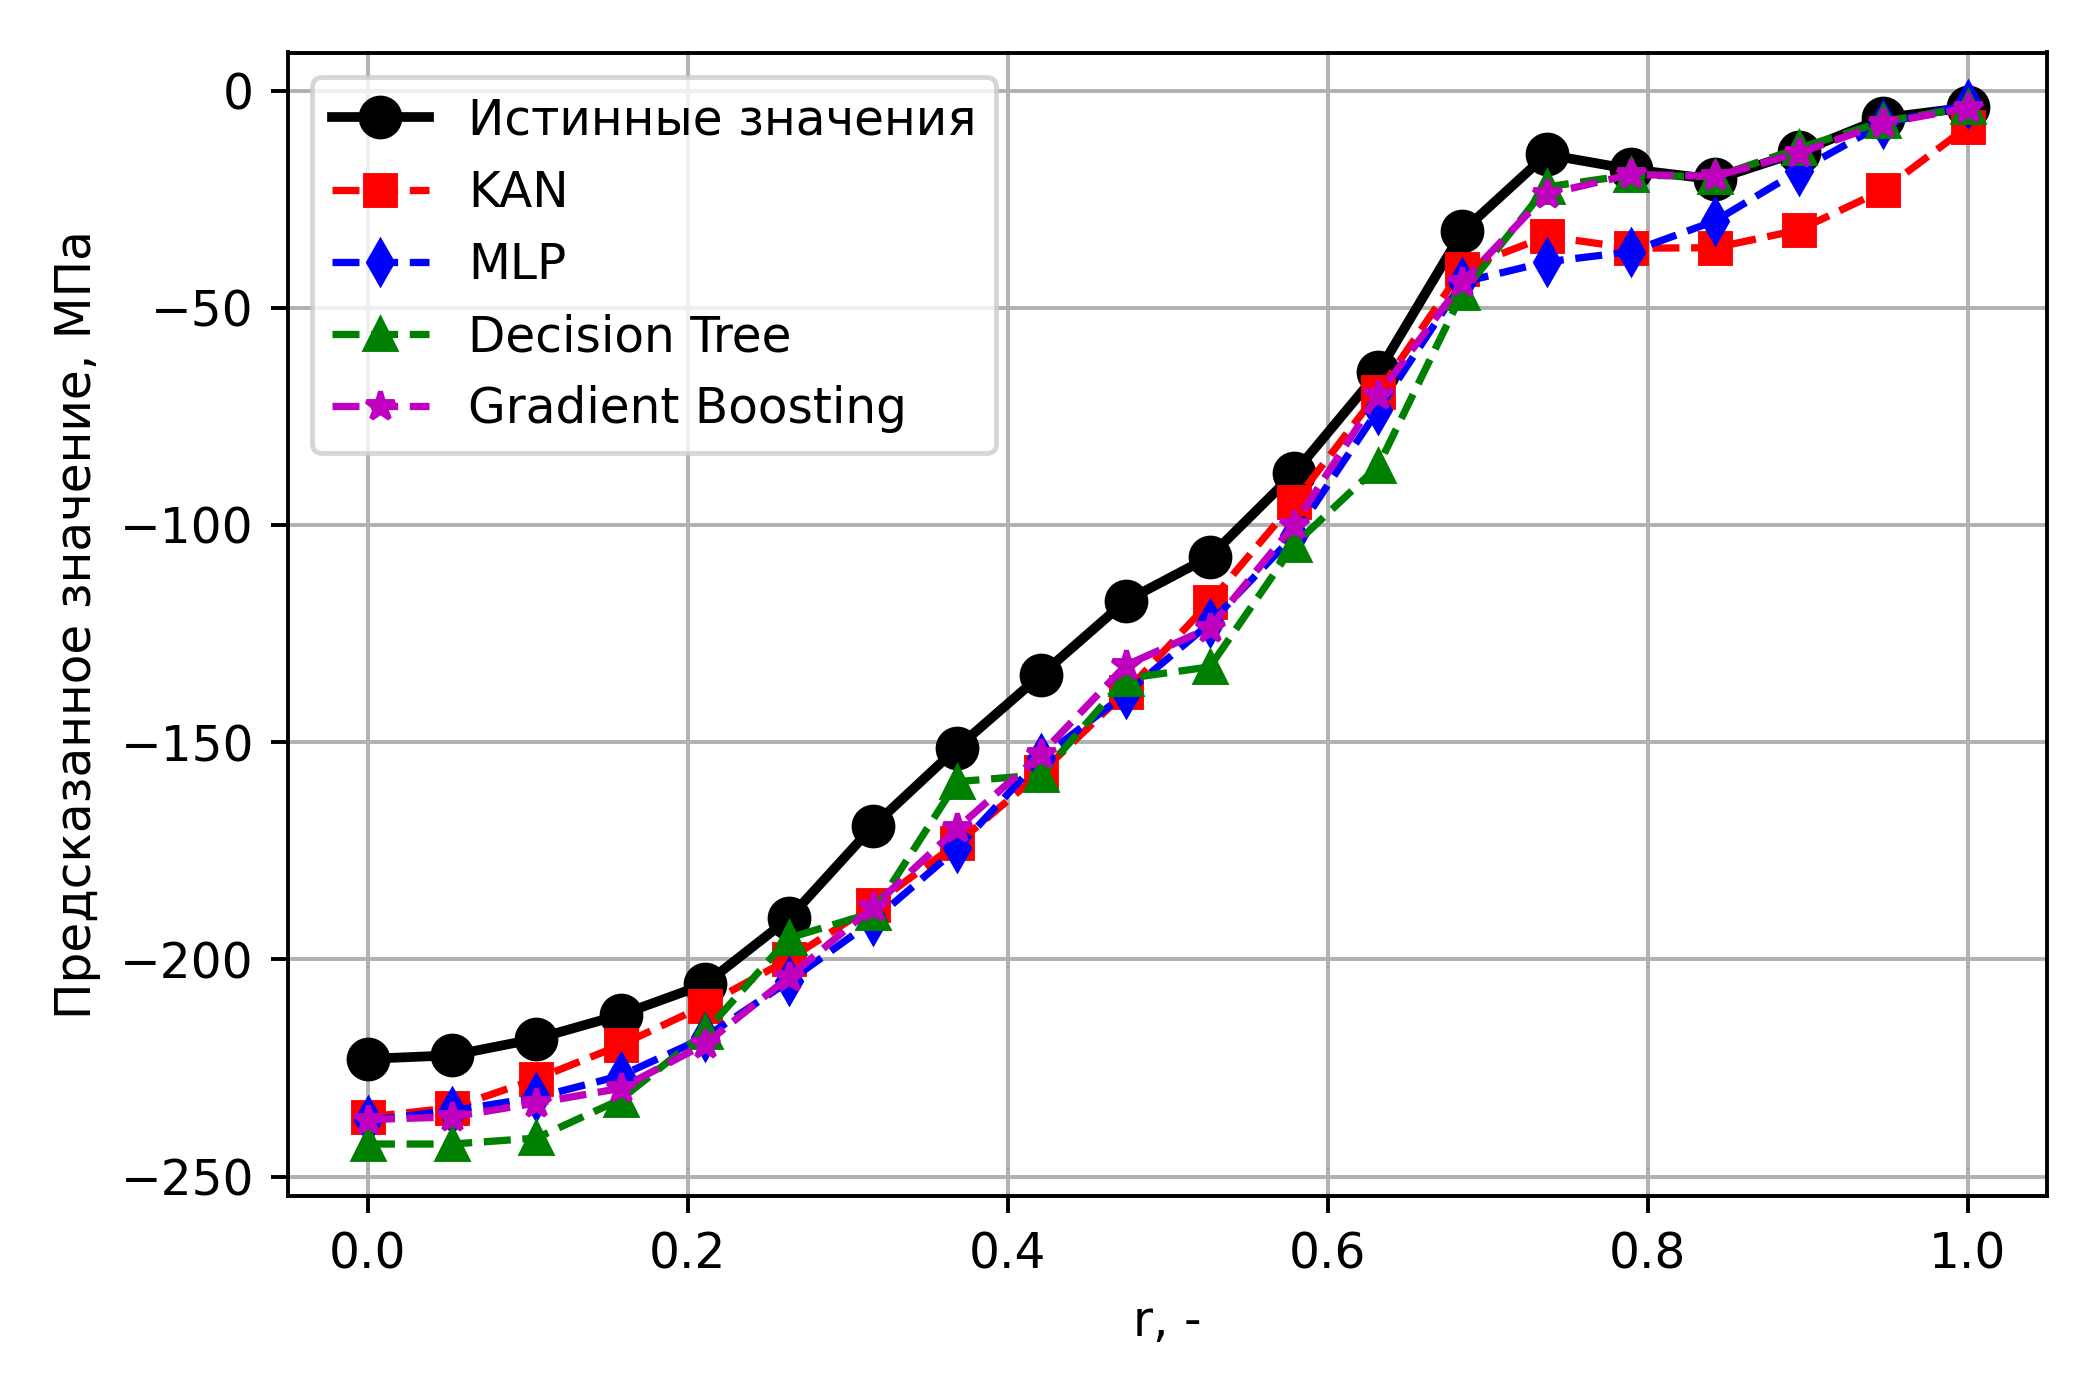 Истинные значения
KAN
MLP
Decision Tree
Gradient Boosting
Предсказанное значение, МПа
0
−50
−100
−150
−200
−250
0.0
0.2
0.4
0.6
0.8
1.0
r, -